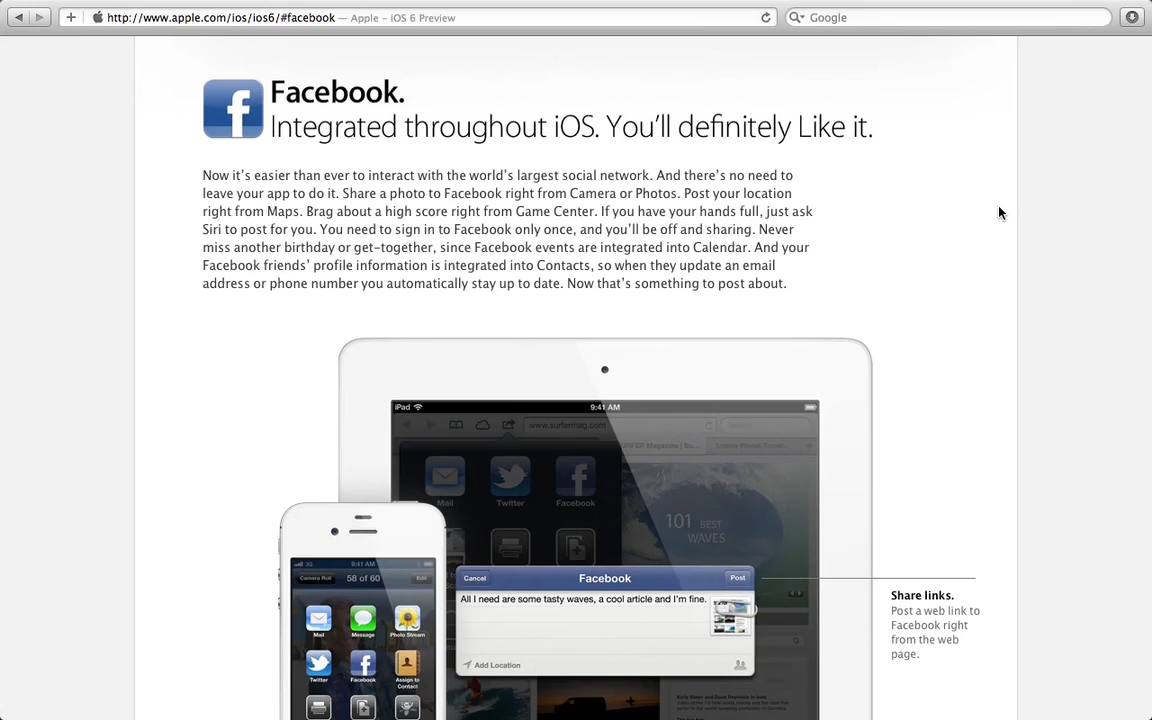 http://www.apple.com/ios/ios6/#facebook — Apple – iOS 6 Preview
Google
Facebook.
Integrated throughout iOS. You'll definitely Like it.
Now it's easier than ever to interact with the world's largest social network. And there's no need to
leave your app to do it. Share a photo to Facebook right from Camera or Photos. Post your location
right from Maps. Brag about a high score right from Game Center. If you have your hands full, just ask
Siri to post for you. You need to sign in to Facebook only once, and you'll be off and sharing. Never
miss another birthday or get-together, since Facebook events are integrated into Calendar. And your
Facebook friends' profile information is integrated into Contacts, so when they update an email
address or phone number you automatically stay up to date. Now that's something to post about.
iPad
9:41 AM
www.surfermag.com
Mail
Twitter
Facebook
101 BEST
WAVES
Cancel
Facebook
Post
All I need are some tasty waves, a cool article and I'm fine.
Add Location
3G
9:41 AM
Camera Roll
58 of 60
Edit
Mail
Message
Photo Stream
Twitter
Facebook
Assign to
Contact
Share links.
Post a web link to
Facebook right
from the web
page.